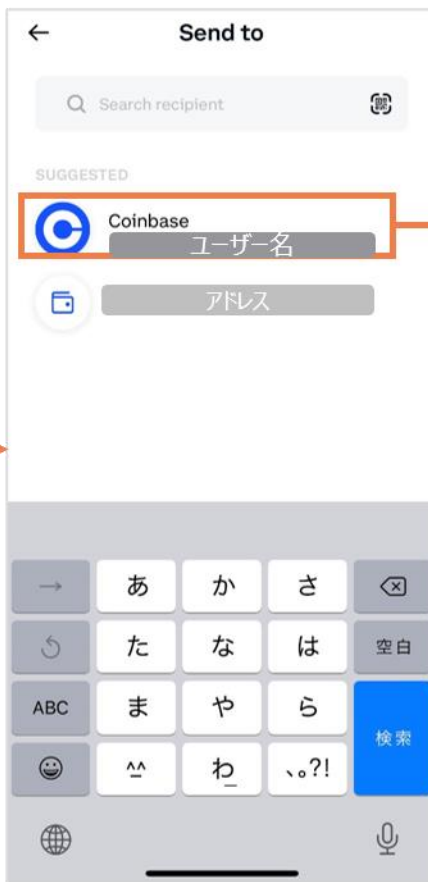 Send to
Search recipient
SUGGESTED
Coinbase
ユーザー名
アドレス
→ あ か さ
た な は 空白
ABC ま や ら 検索
^^ わ_ 、。?!